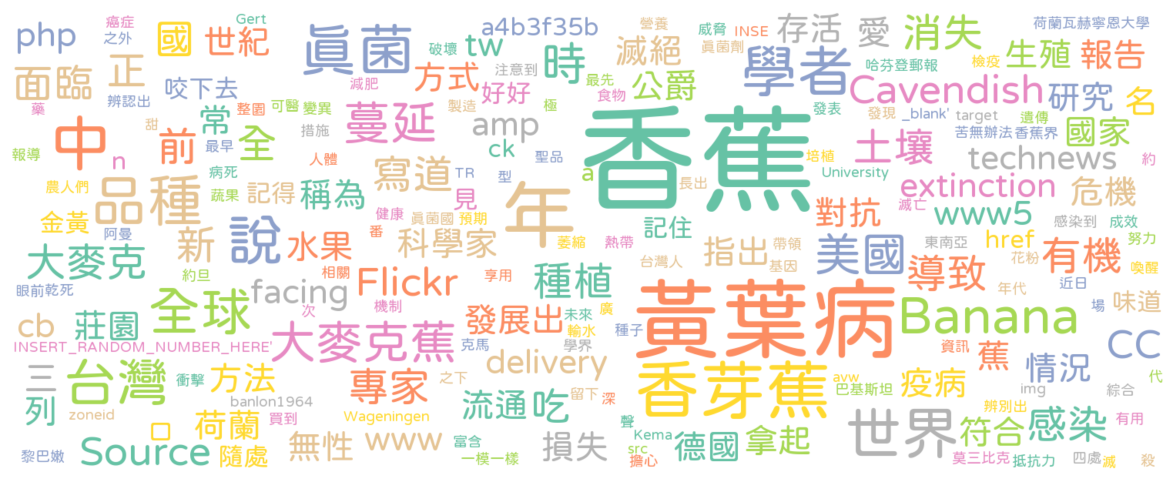 癌症 Gert 營養 威脅 INSE 荷蘭瓦赫寧恩大學
php 之外 國 世紀 眞菌 破壞 tw a4b3f35b 滅絕 眞菌劑 存活 愛 消失
面臨 正 咬下去 減肥 方式 注意到 時 最先 公爵 學者 哈芬登郵報 檢疫 生殖 報告
藥 辨認出 整園 可醫 變異 好好 製造 極 食物 Cavendish 研究 名
甜 常 措施 蔓延 amp 香蕉 發表 發現 _blank' target 遺傳
中 前 最早 全 ck 聖品 培植 土壤 苦無辦法 香蕉界 國家
報導 n 病死 人體 寫道 TR 型 a 長出 University technews 約
農人們 品種 蔬果 記得 稱為 見 年 extinction 滅亡 危機
金黃 阿曼 健康 眞菌國 預期 記住 對抗 www5 感染到 成效
新 說 水果 番 科學家 萎縮 熱帶 指出 帶領 美國 東南亞 href 努力
大麥克 約旦 相關 Flickr 享用 種植 台灣人 基因 導致 花粉 有機 喚醒
眼前 乾死 全球 facing 機制 未來 廣 黃葉病 年代 近日 味道
cb 莊園 次 發展出 輸水 Banana 場
INSERT_RANDOM_NUMBER_HERE' 大麥克蕉 克馬 學界 種子 資訊 蕉 CC
三 台灣 衝擊 方法 專家 之下 delivery 留下 深 香芽蕉 avw 巴基斯坦 疫病 img 情況 綜合 代
列 zoneid banlon1964 買到 Wageningen 流通 吃 辨別出
口 荷蘭 聲 世界 符合 感染 有用
黎巴嫩 Source 隨處 無性 www 富含 一模一樣 損失 Kema src 擔心 德國 拿起 莫三比克 抵抗力 四處 滅 殺